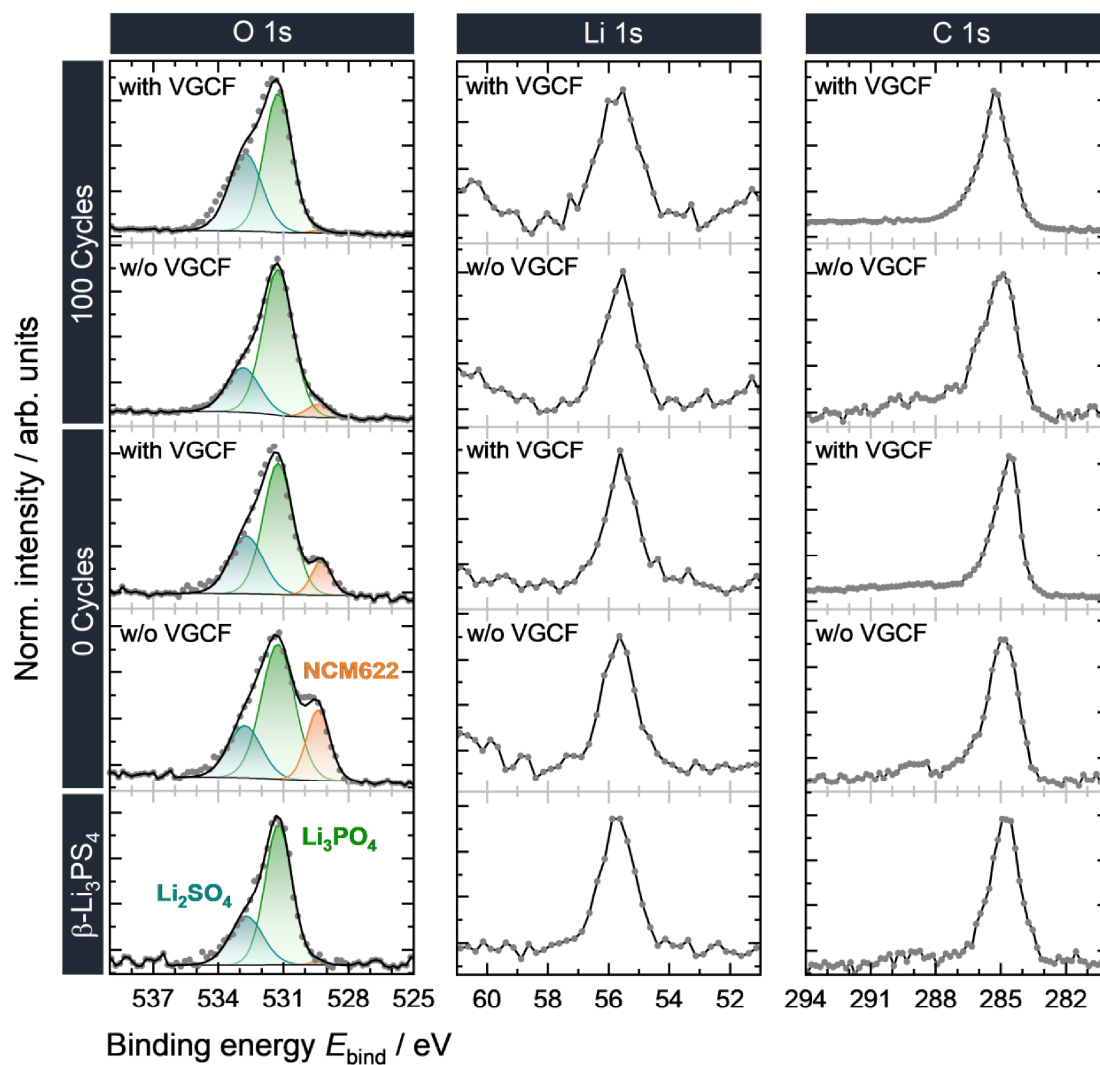 O 1s
Li 1s
C 1s
Norm. intensity / arb. units
100 Cycles
with VGCF
with VGCF
with VGCF
w/o VGCF
w/o VGCF
w/o VGCF
0 Cycles
with VGCF
with VGCF
with VGCF
w/o VGCF
NCM622
w/o VGCF
w/o VGCF
β-Li₃PS₄
Li₃PO₄
Li₂SO₄
537 534 531 528 525
60 58 56 54 52
294 291 288 285 282
Binding energy E_bind / eV